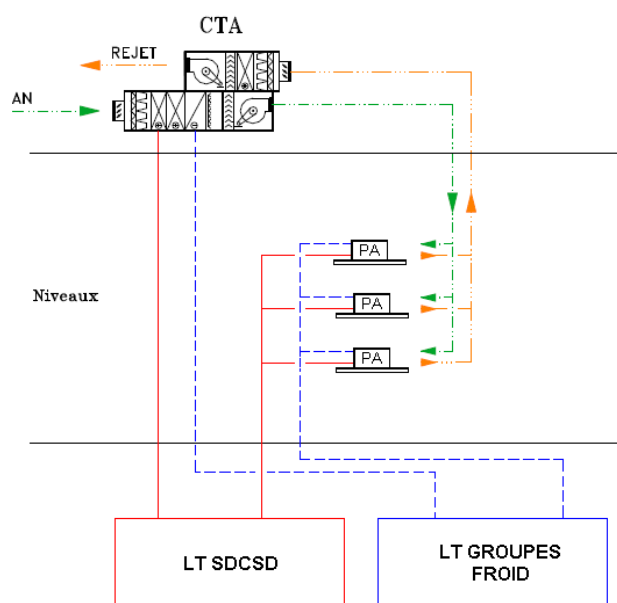 CTA
REJET
AN
PA
PA
Niveaux
PA
LT SDCSD
LT GROUPES
FROID